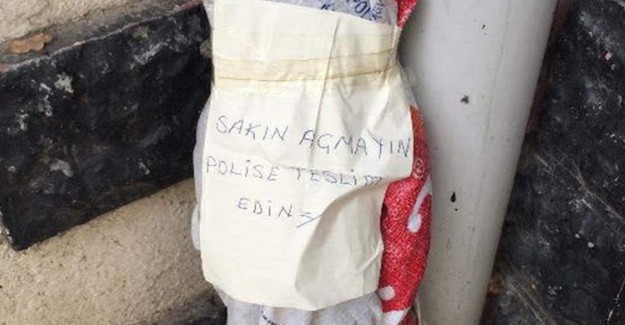 SAKIN AÇMAYIN
POLİSE TESLİM
EDİN